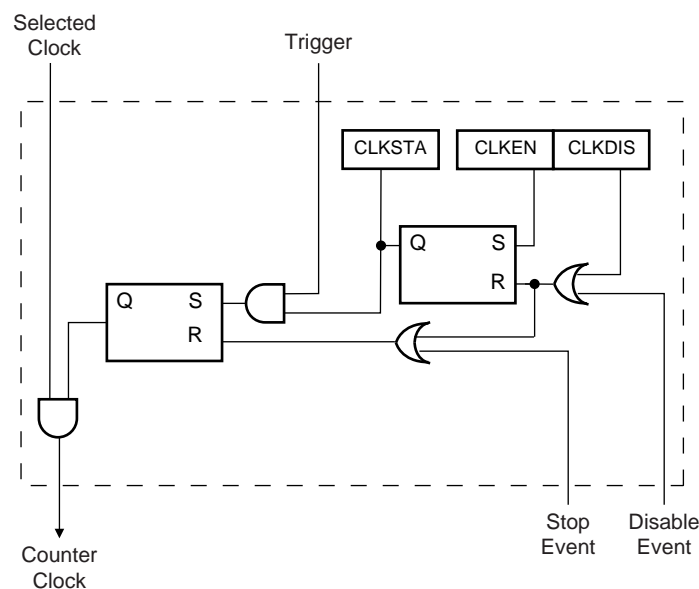 Selected
Clock
Trigger
CLKSTA
CLKEN
CLKDIS
Q
S
R
Q
S
R
Stop
Event
Disable
Event
Counter
Clock